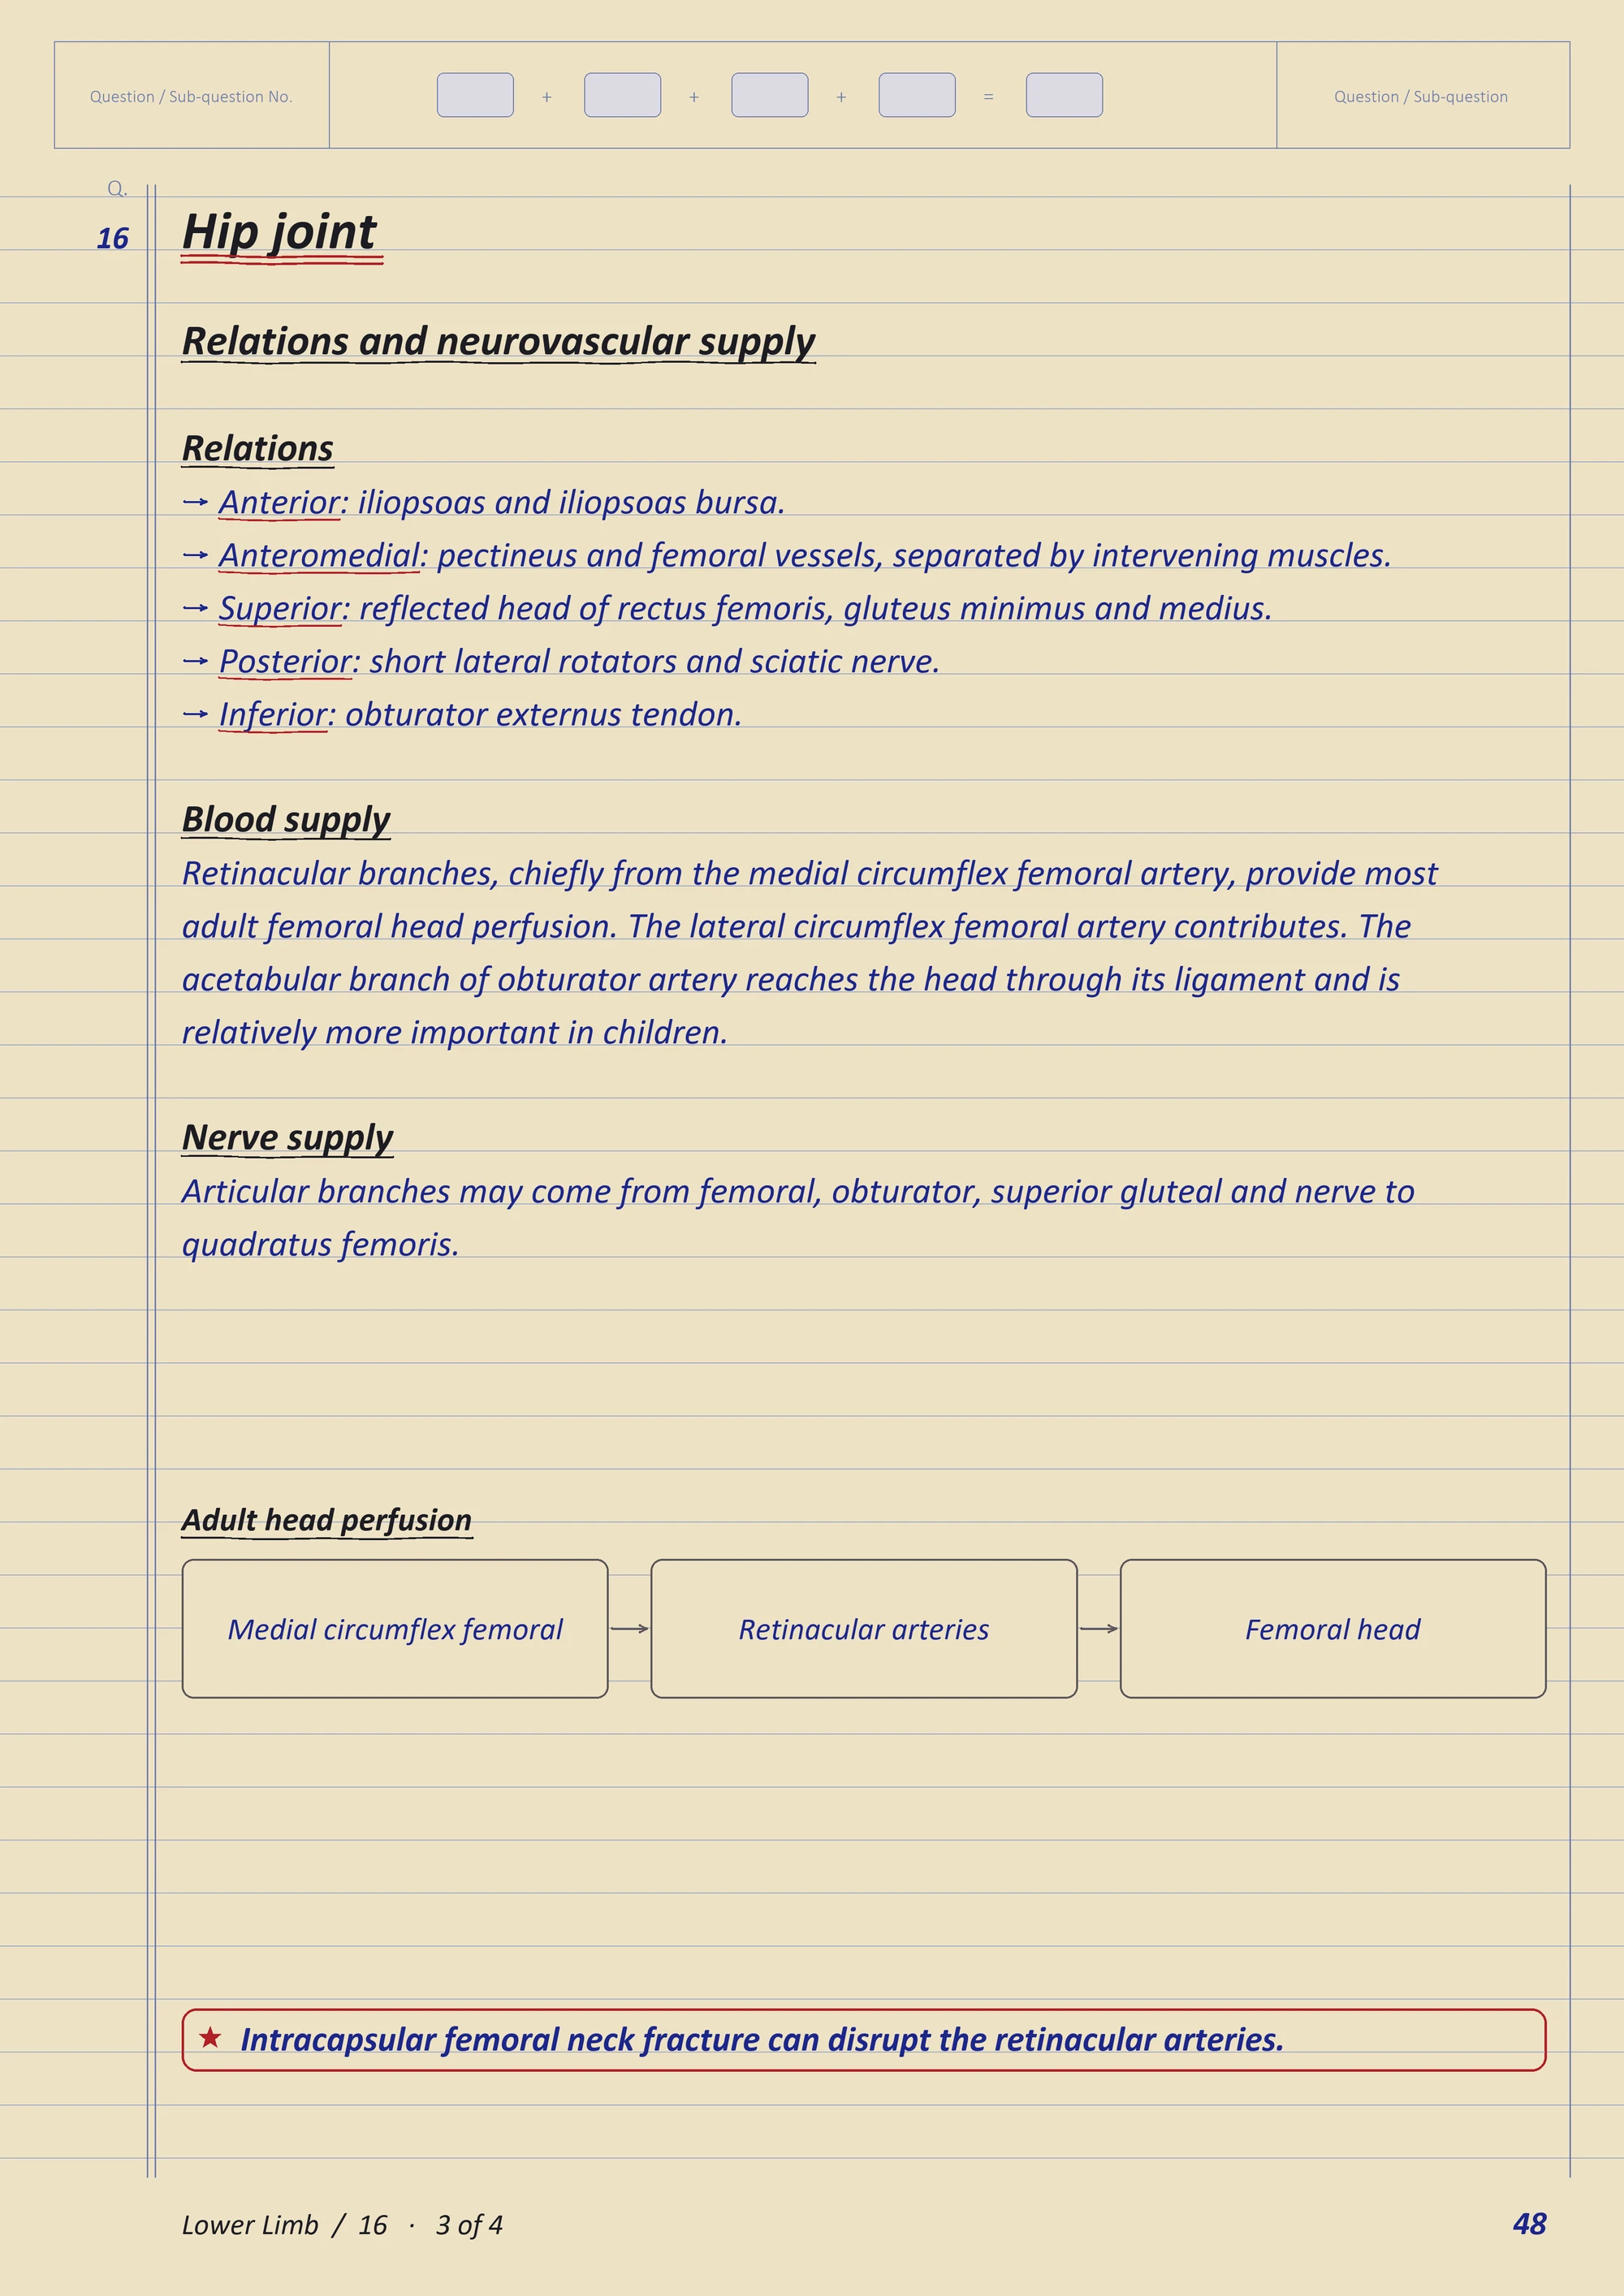 Question / Sub-question No.
+ + + =
Question / Sub-question
Q.
16
Hip joint
Relations and neurovascular supply
Relations
→ Anterior: iliopsoas and iliopsoas bursa.
→ Anteromedial: pectineus and femoral vessels, separated by intervening muscles.
→ Superior: reflected head of rectus femoris, gluteus minimus and medius.
→ Posterior: short lateral rotators and sciatic nerve.
→ Inferior: obturator externus tendon.
Blood supply
Retinacular branches, chiefly from the medial circumflex femoral artery, provide most
adult femoral head perfusion. The lateral circumflex femoral artery contributes. The
acetabular branch of obturator artery reaches the head through its ligament and is
relatively more important in children.
Nerve supply
Articular branches may come from femoral, obturator, superior gluteal and nerve to
quadratus femoris.
Adult head perfusion
Medial circumflex femoral → Retinacular arteries → Femoral head
★ Intracapsular femoral neck fracture can disrupt the retinacular arteries.
Lower Limb / 16 · 3 of 4
48